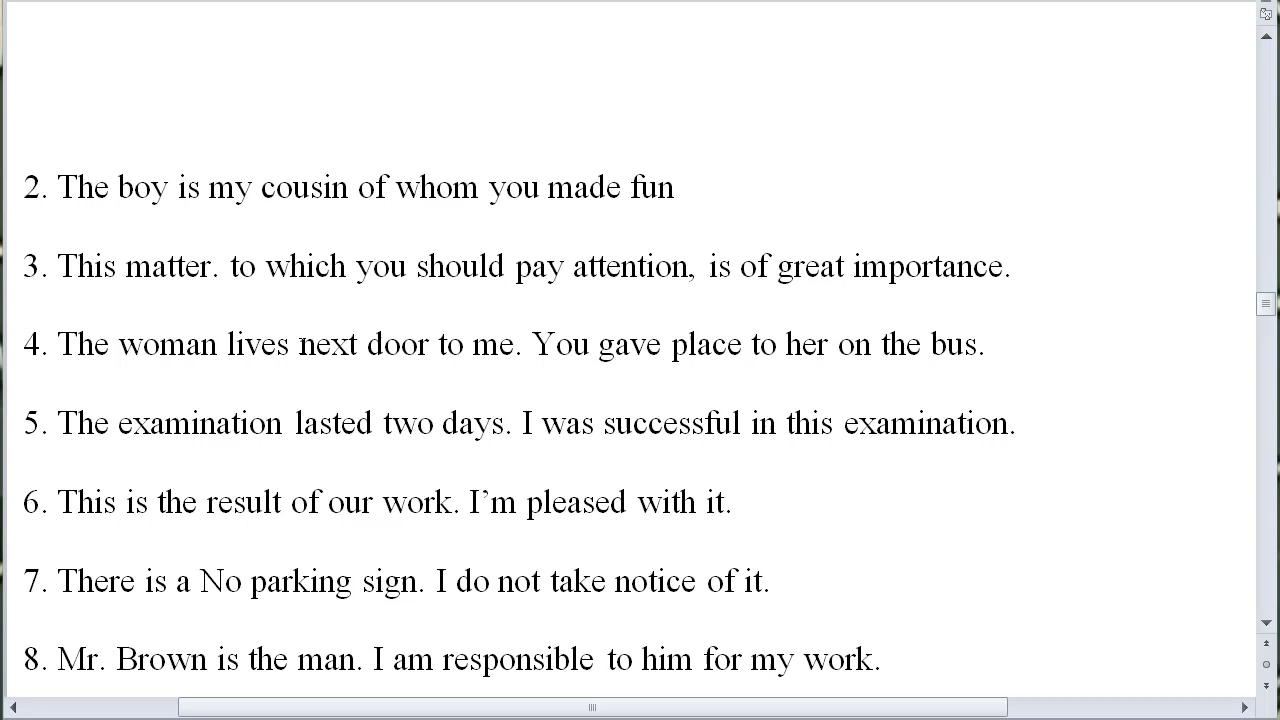 2. The boy is my cousin of whom you made fun
3. This matter. to which you should pay attention, is of great importance.
4. The woman lives next door to me. You gave place to her on the bus.
5. The examination lasted two days. I was successful in this examination.
6. This is the result of our work. I’m pleased with it.
7. There is a No parking sign. I do not take notice of it.
8. Mr. Brown is the man. I am responsible to him for my work.